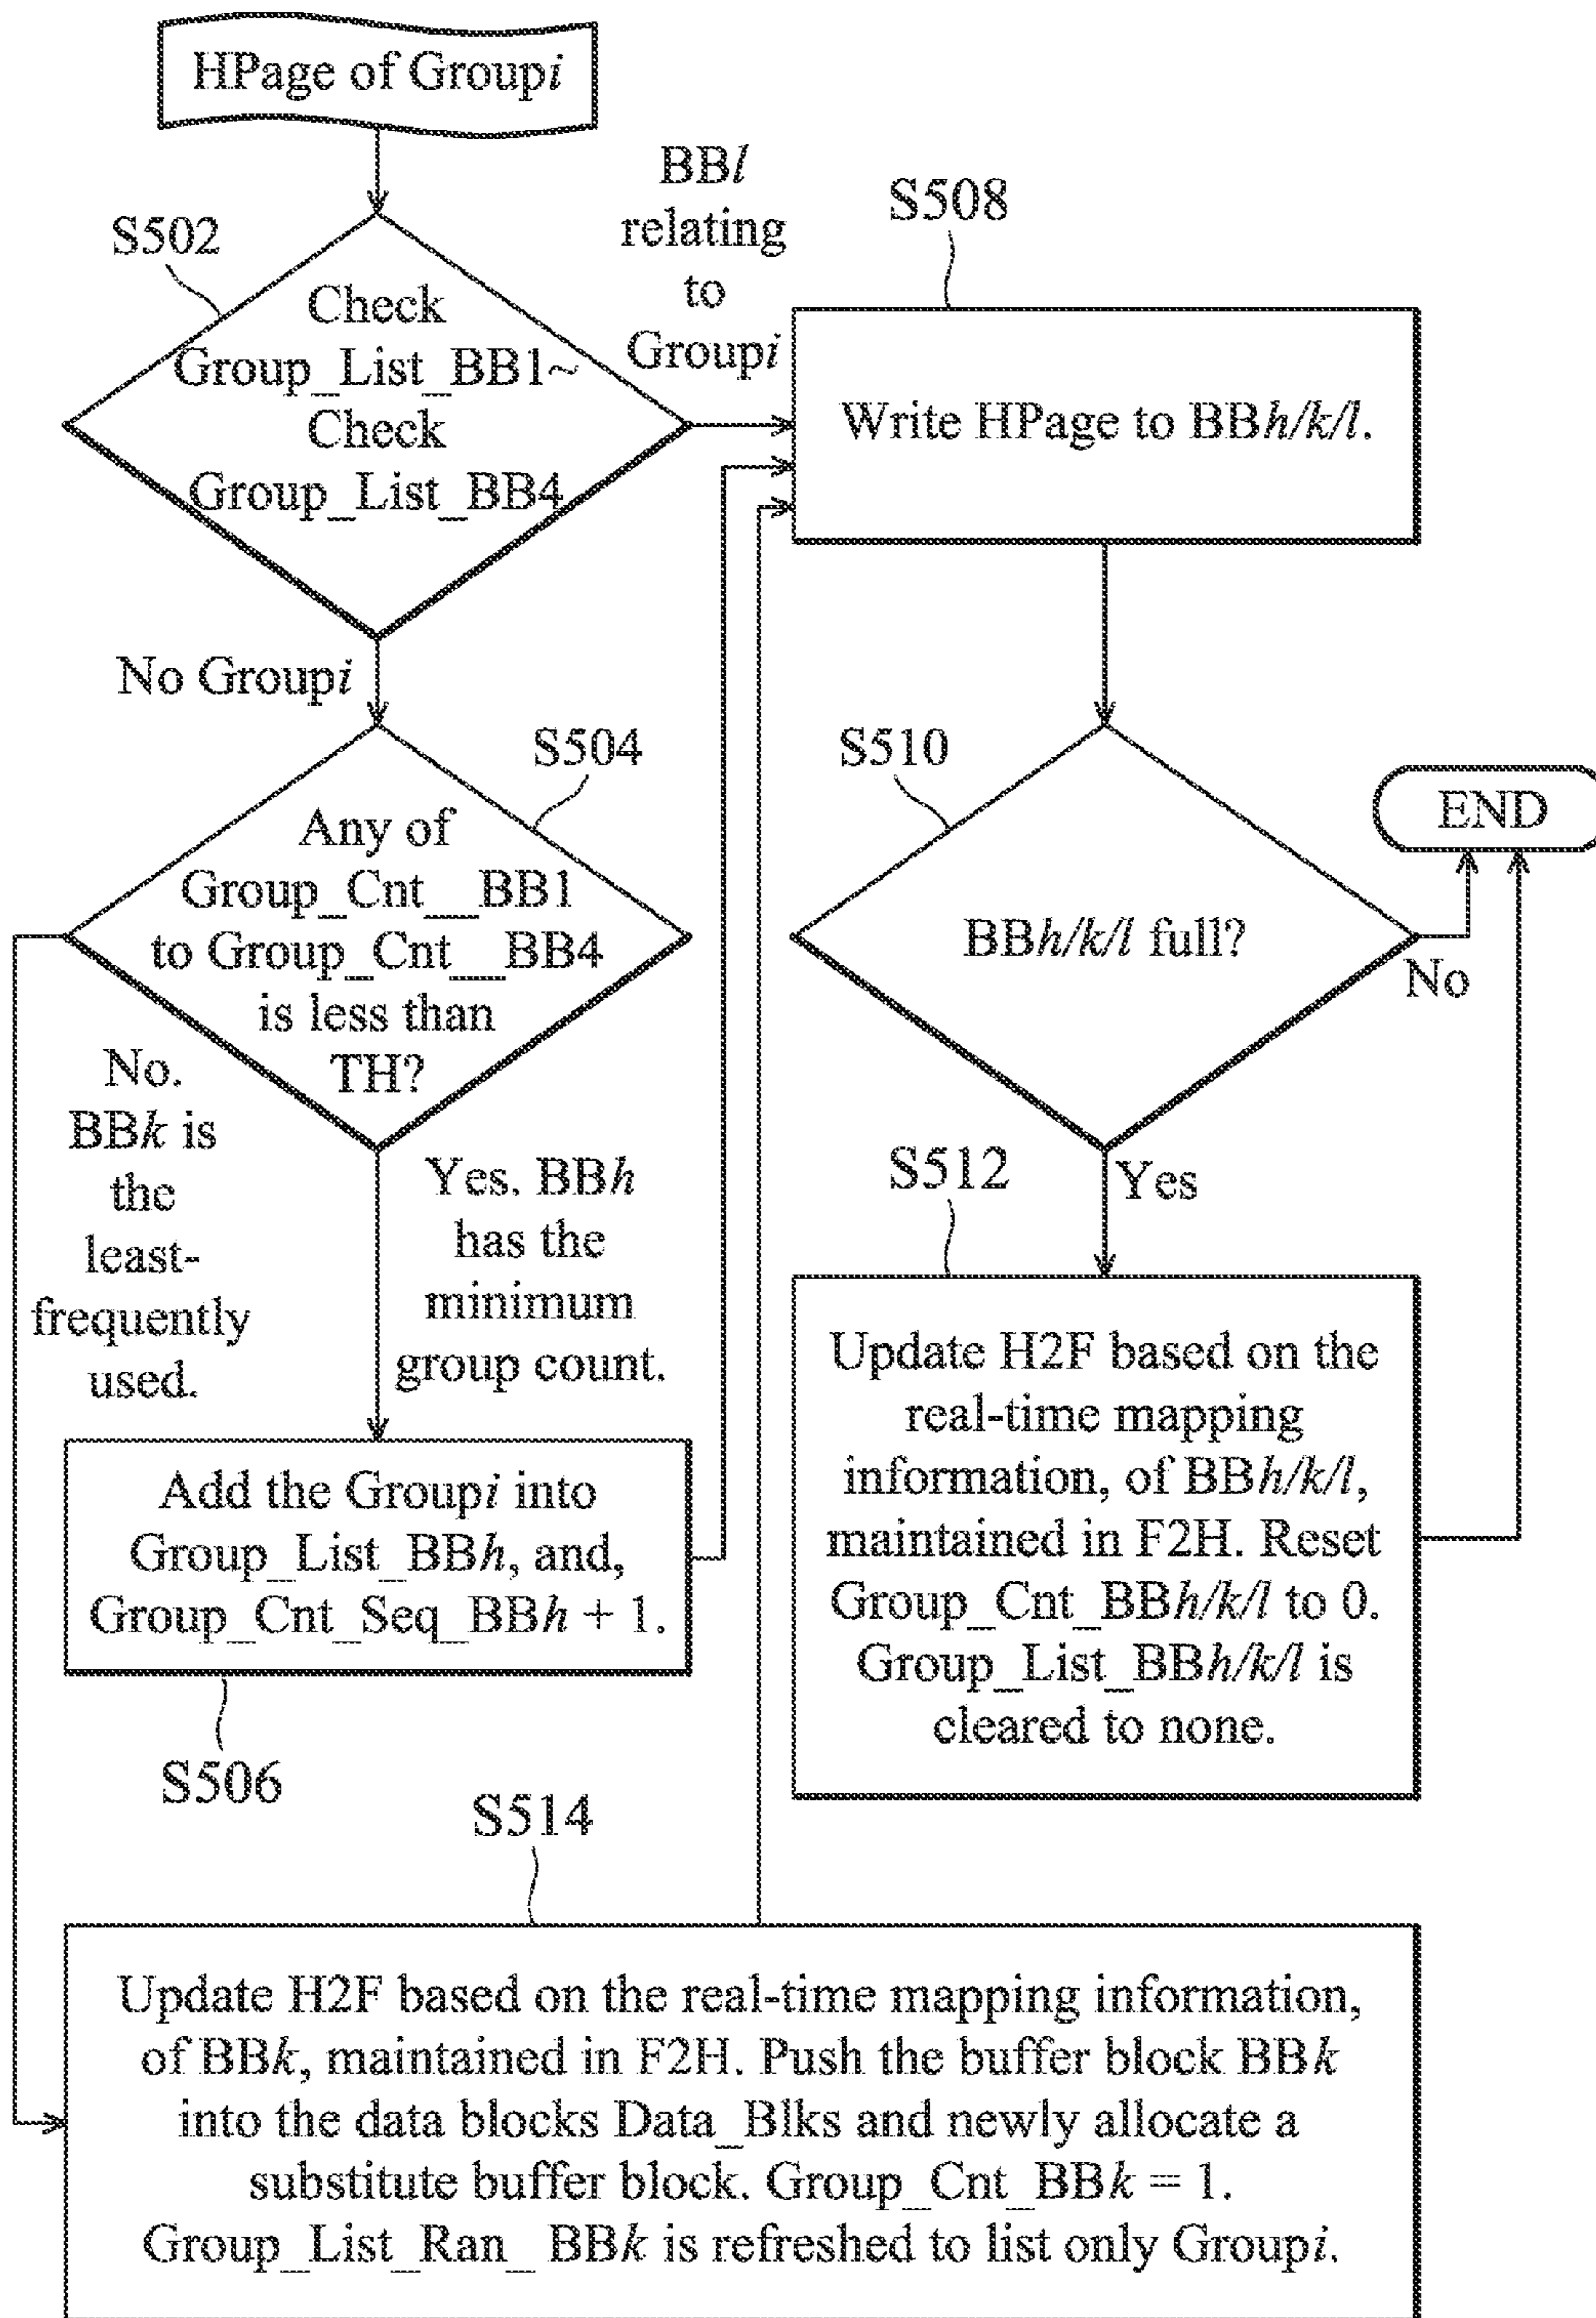 HPage of Groupi
S502
Check
Group_List_BB1~
Check
Group_List_BB4
BBl
relating
to
Groupi
S508
Write HPage to BBh/k/l.
No Groupi
S504
Any of
Group_Cnt__BB1
to Group_Cnt__BB4
is less than
TH?
S510
BBh/k/l full?
END
No
No.
BBk is
the
least-
frequently
used.
Yes. BBh
has the
minimum
group count.
S512
Yes
Add the Groupi into
Group_List_BBh, and,
Group_Cnt_Seq_BBh + 1.
S506
Update H2F based on the
real-time mapping
information, of BBh/k/l,
maintained in F2H. Reset
Group_Cnt_BBh/k/l to 0.
Group_List_BBh/k/l is
cleared to none.
S514
Update H2F based on the real-time mapping information,
of BBk, maintained in F2H. Push the buffer block BBk
into the data blocks Data_Blks and newly allocate a
substitute buffer block. Group_Cnt_BBk = 1.
Group_List_Ran_ BBk is refreshed to list only Groupi.